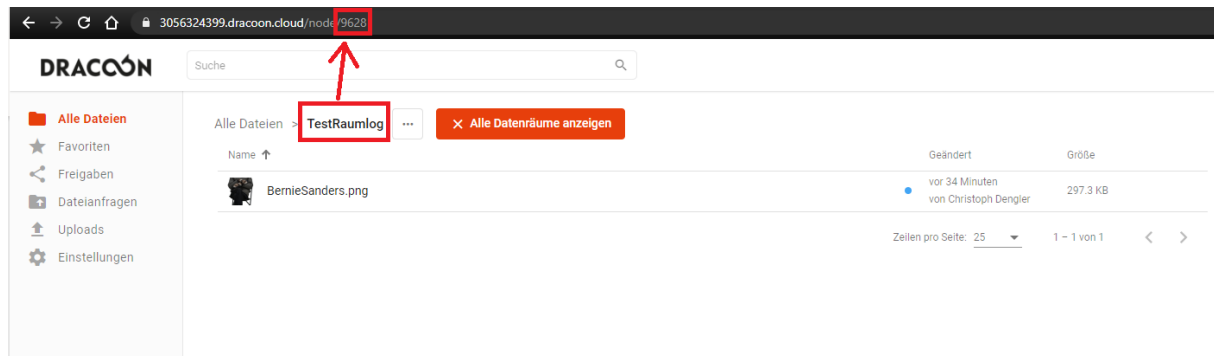 3056324399.dracoon.cloud/node/9628
DRACOON
Suche
Alle Dateien
Favoriten
Freigaben
Dateianfragen
Uploads
Einstellungen
Alle Dateien > TestRaumlog ... × Alle Datenräume anzeigen
Name ↑ Geändert Größe
BernieSanders.png vor 34 Minuten 297.3 KB
von Christoph Dengler
Zeilen pro Seite: 25 1 – 1 von 1 < >